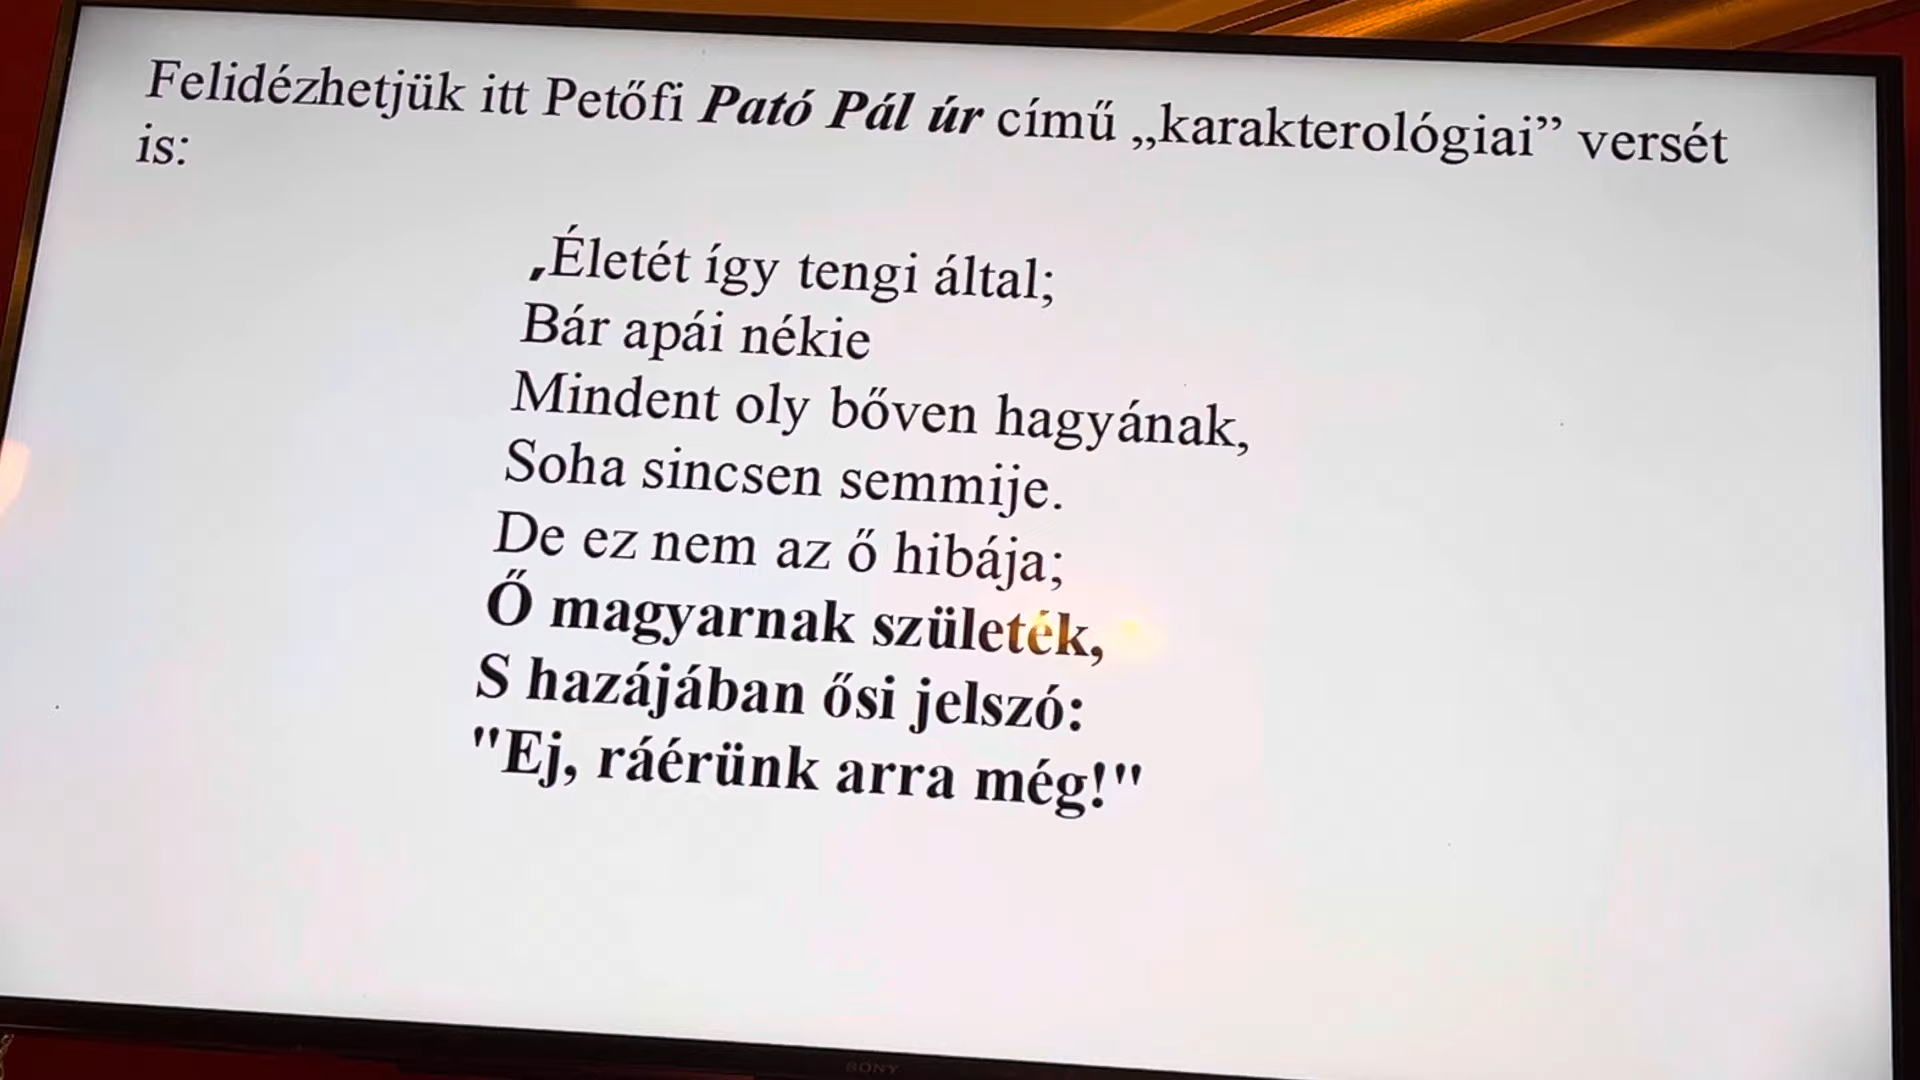 Felidézhetjük itt Petőfi Pató Pál úr című „karakterológiai” versét
is:
„Életét így tengi által;
Bár apái nékie
Mindent oly bőven hagyának,
Soha sincsen semmije.
De ez nem az ő hibája;
Ő magyarnak születék,
S hazájában ősi jelszó:
"Ej, ráérünk arra még!"
SONY